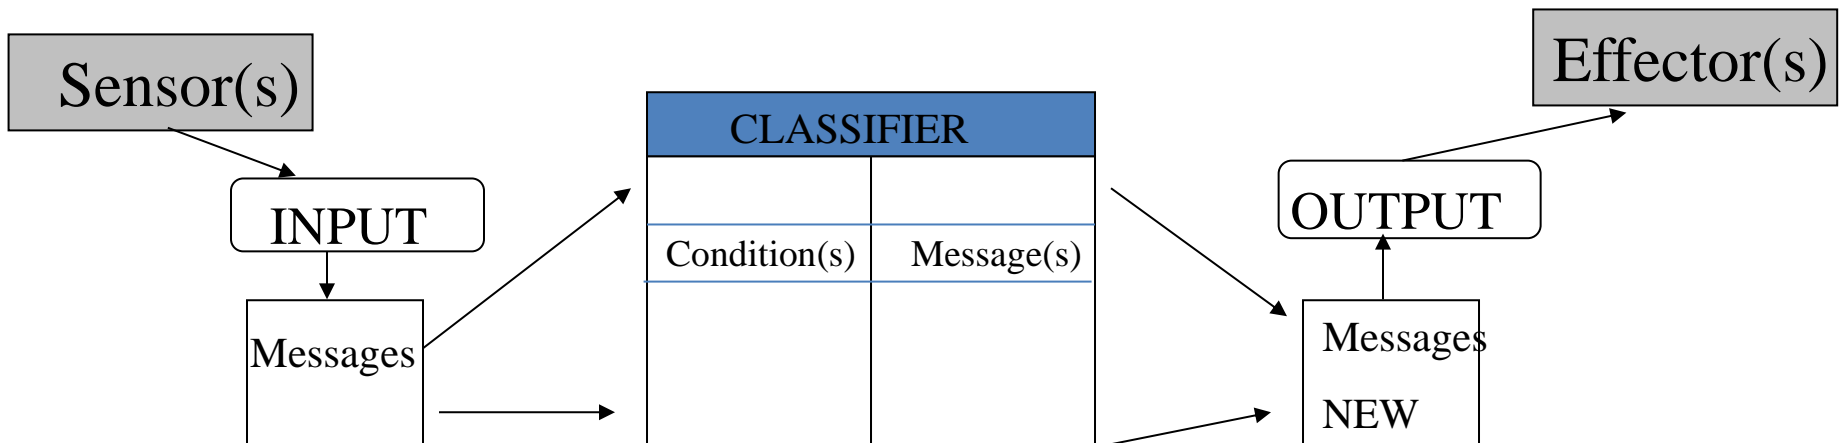 Sensor(s)
Effector(s)
CLASSIFIER
INPUT
OUTPUT
Condition(s)
Message(s)
Messages
Messages
NEW